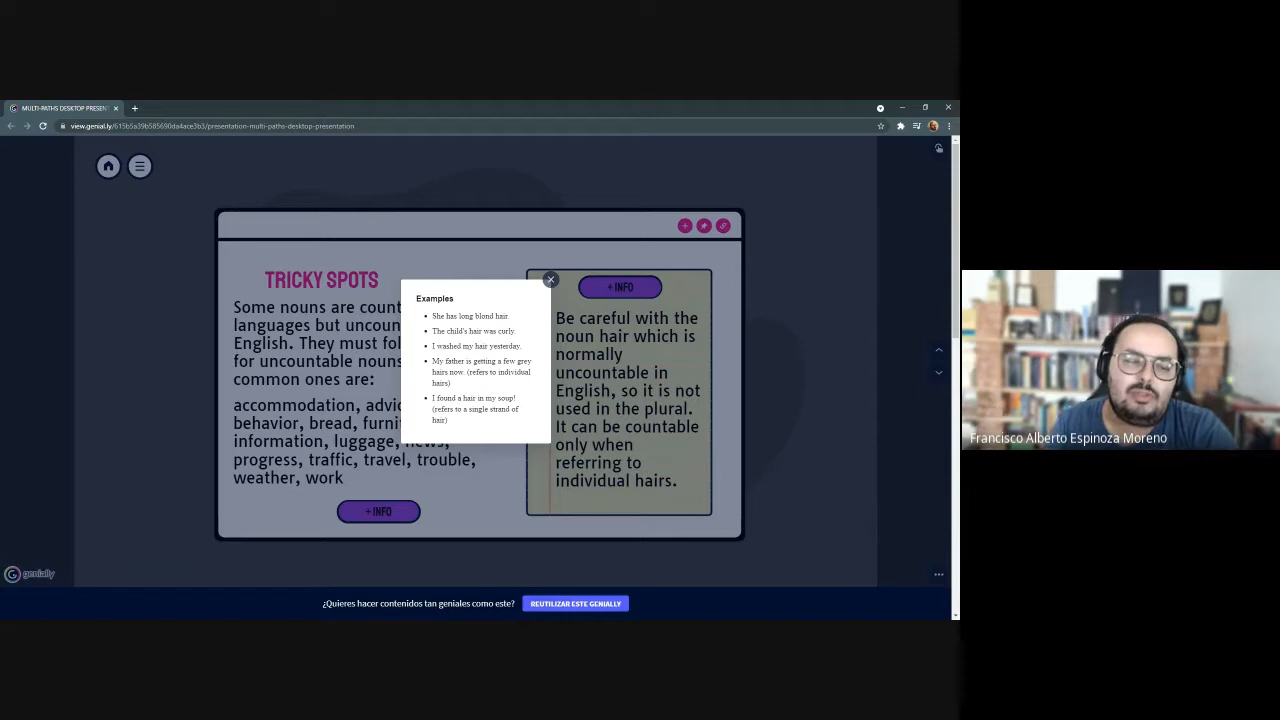 MULTI-PATHS DESKTOP PRESEN
view.genial.ly/615b5a39b585690da4ace3b3/presentation-multi-paths-desktop-presentation
TRICKY SPOTS
Some nouns are count
languages but uncoun
English. They must fol
for uncountable nouns
common ones are:
accommodation, advic
behavior, bread, furni
information, luggage, news,
progress, traffic, travel, trouble,
weather, work
+ INFO
Examples
She has long blond hair.
The child's hair was curly.
I washed my hair yesterday.
My father is getting a few grey
hairs now. (refers to individual
hairs)
I found a hair in my soup!
(refers to a single strand of
hair)
+ INFO
Be careful with the
noun hair which is
normally
uncountable in
English, so it is not
used in the plural.
It can be countable
only when
referring to
individual hairs.
Francisco Alberto Espinoza Moreno
genially
¿Quieres hacer contenidos tan geniales como este?
REUTILIZAR ESTE GENIALLY